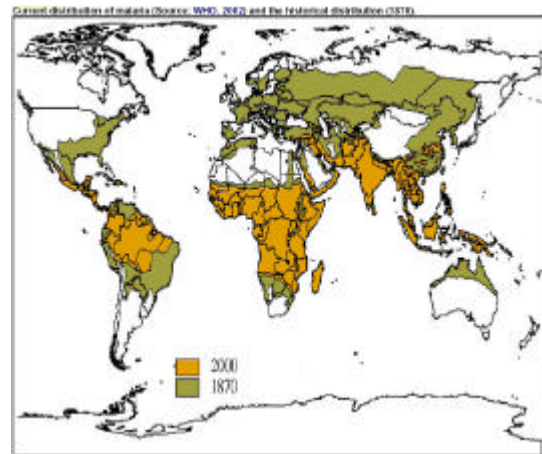 Current distribution of malaria (Source: WHO, 2002) and the historical distribution (1870).
2000
1870